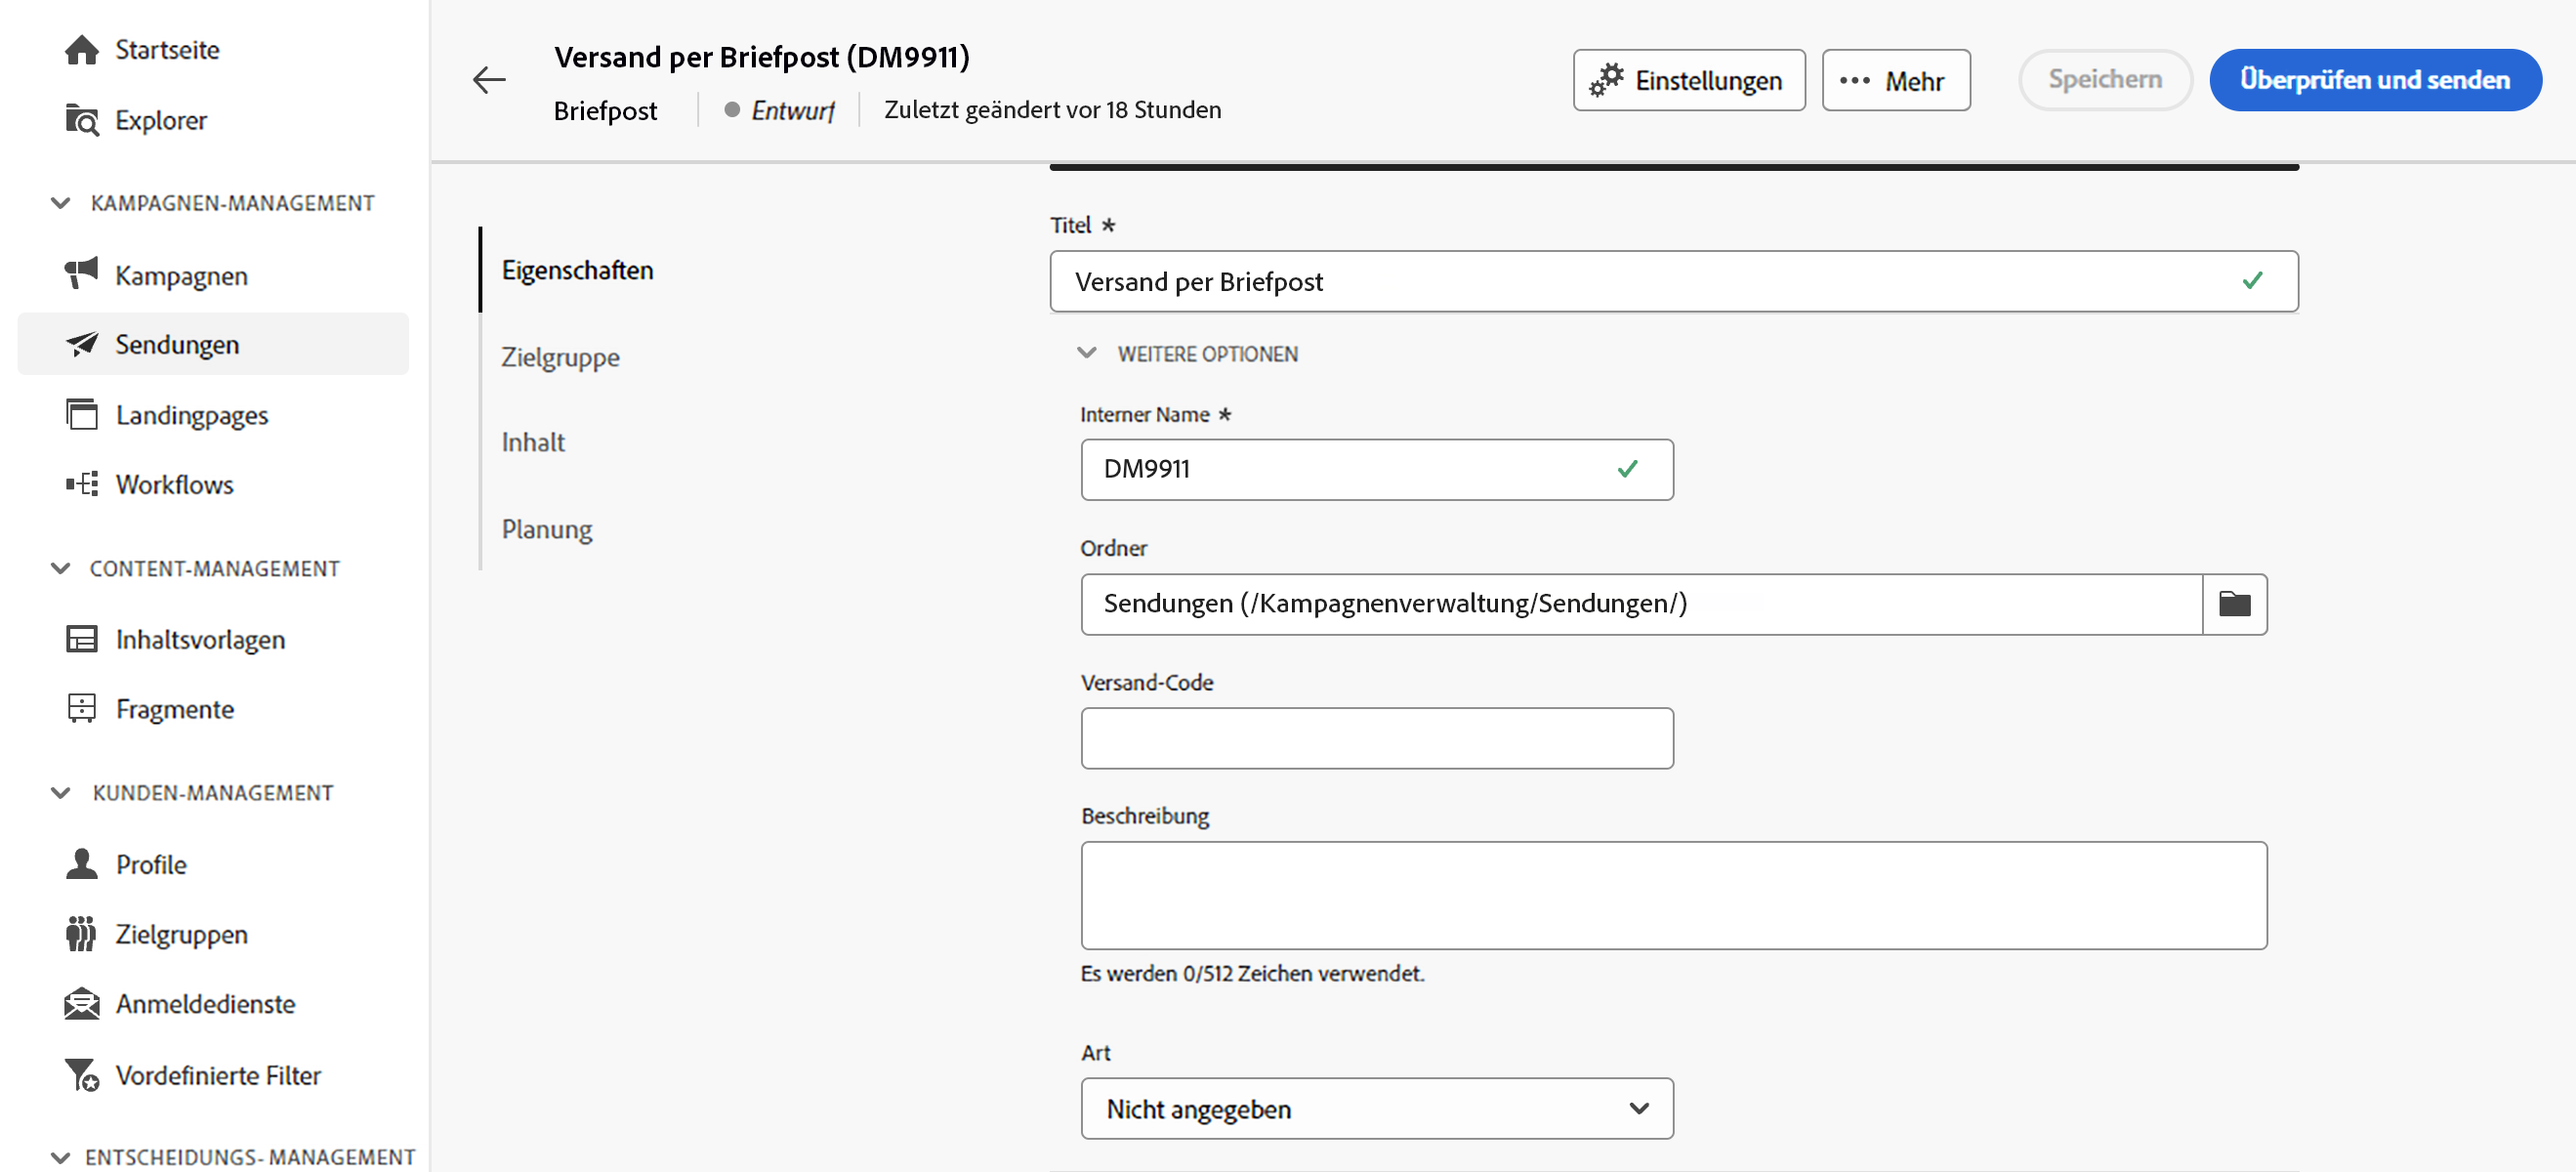 Startseite
Explorer
KAMPAGNEN-MANAGEMENT
Kampagnen
Sendungen
Landingpages
Workflows
CONTENT-MANAGEMENT
Inhaltsvorlagen
Fragmente
KUNDEN-MANAGEMENT
Profile
Zielgruppen
Anmeldedienste
Vordefinierte Filter
ENTSCHEIDUNGS- MANAGEMENT
Versand per Briefpost (DM9911)
Briefpost Entwurf Zuletzt geändert vor 18 Stunden
Einstellungen
Mehr
Speichern
Überprüfen und senden
Eigenschaften
Zielgruppe
Inhalt
Planung
Titel *
Versand per Briefpost
WEITERE OPTIONEN
Interner Name *
DM9911
Ordner
Sendungen (/Kampagnenverwaltung/Sendungen/)
Versand-Code
Beschreibung
Es werden 0/512 Zeichen verwendet.
Art
Nicht angegeben